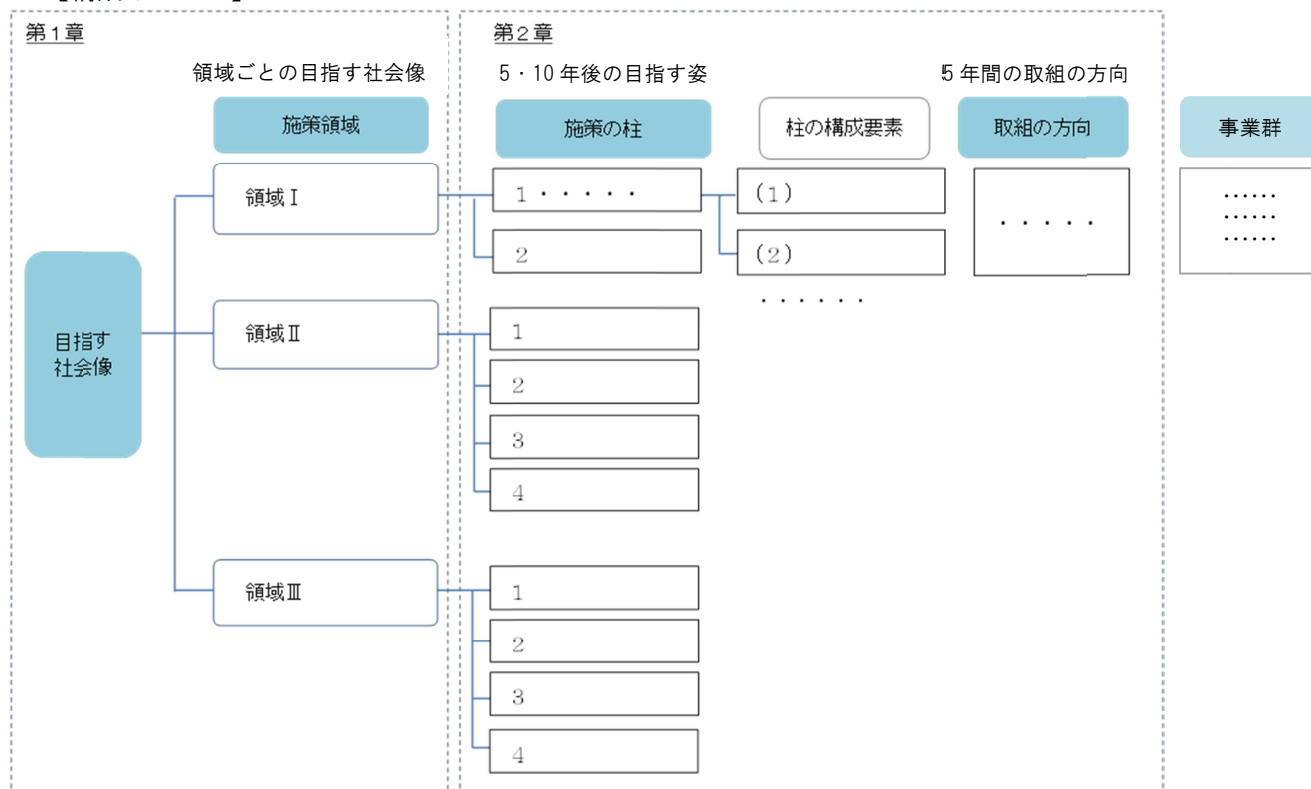 第1章
第2章
領域ごとの目指す社会像
5・10年後の目指す姿
5年間の取組の方向
施策領域
施策の柱
柱の構成要素
取組の方向
事業群
領域Ⅰ
1・・・・・
(1)
・・・・・
……
……
……
2
(2)
・・・・・・
目指す
社会像
領域Ⅱ
1
2
3
4
領域Ⅲ
1
2
3
4